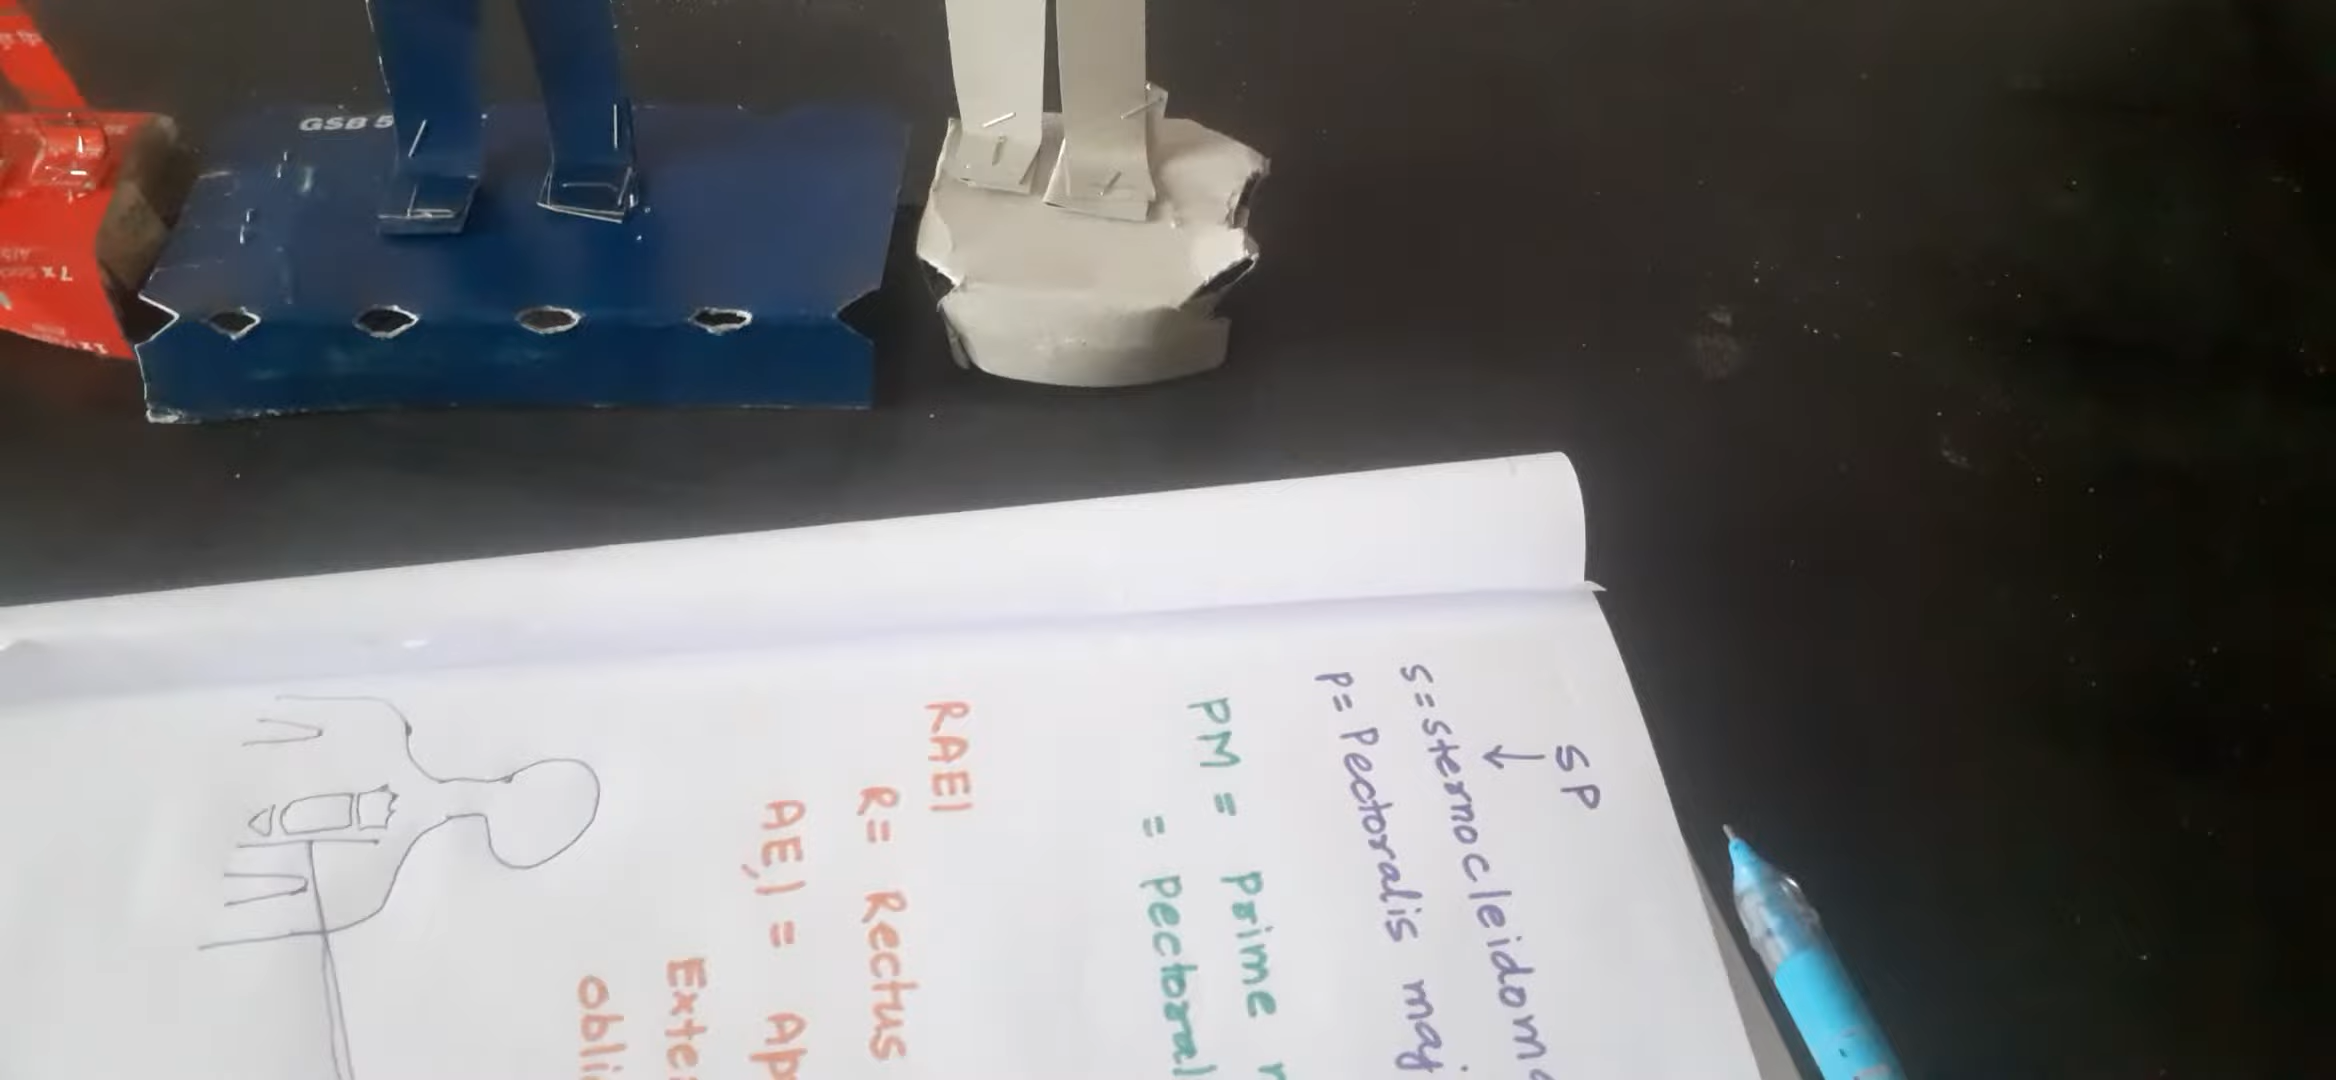 GSB 5
SP
S = sternocleidom
P = Pectoralis maj
PM = Prime
= Pectoral
RAEI
R = Rectus
AE,I = Ap
Exte
obli